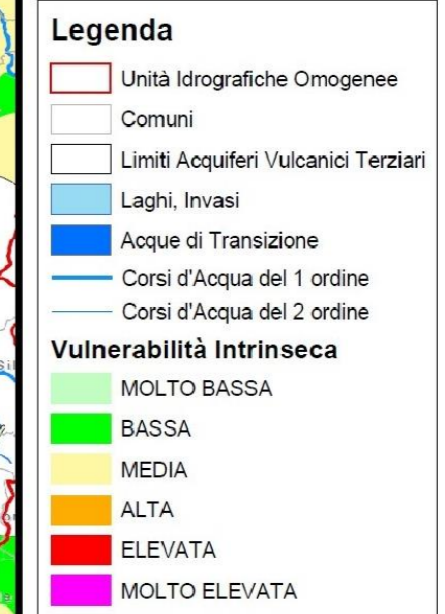 Legenda
Unità Idrografiche Omogenee
Comuni
Limiti Acquiferi Vulcanici Terziari
Laghi, Invasi
Acque di Transizione
Corsi d'Acqua del 1 ordine
Corsi d'Acqua del 2 ordine
Vulnerabilità Intrinseca
MOLTO BASSA
BASSA
MEDIA
ALTA
ELEVATA
MOLTO ELEVATA